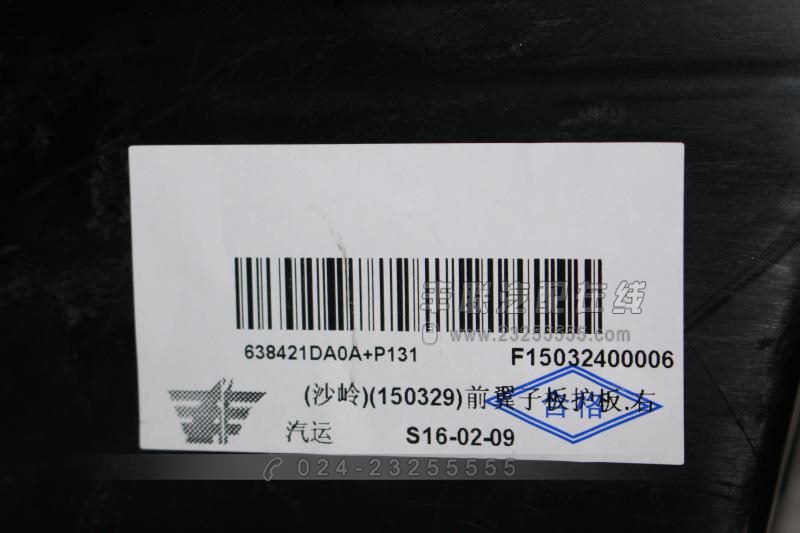 丰联汽配在线
www.23255555.com
638421DA0A+P131 F15032400006
(沙岭)(150329)前翼子板护板.右
合格
汽运 S16-02-09
024-23255555